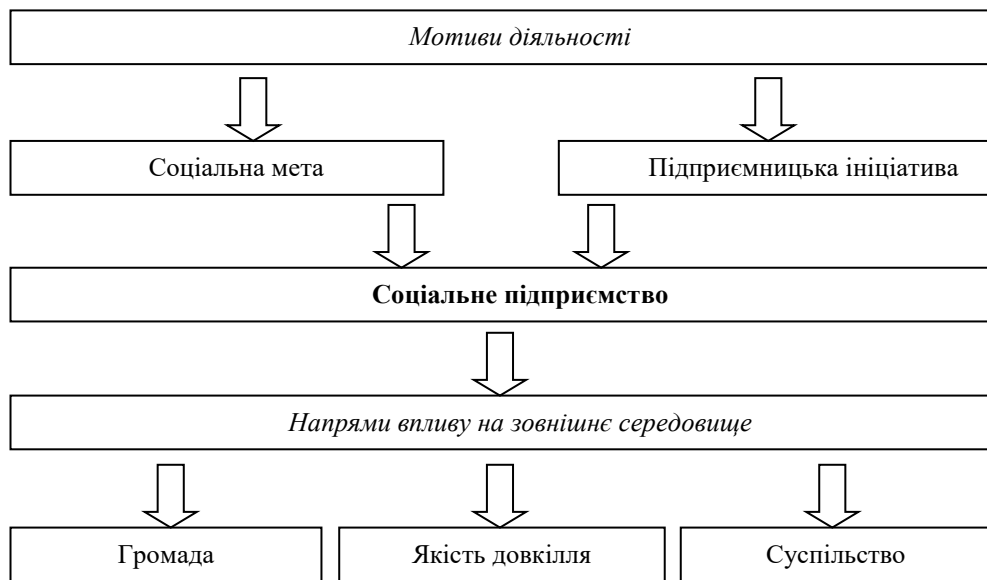 Мотиви діяльності
Соціальна мета
Підприємницька ініціатива
Соціальне підприємство
Напрями впливу на зовнішнє середовище
Громада
Якість довкілля
Суспільство